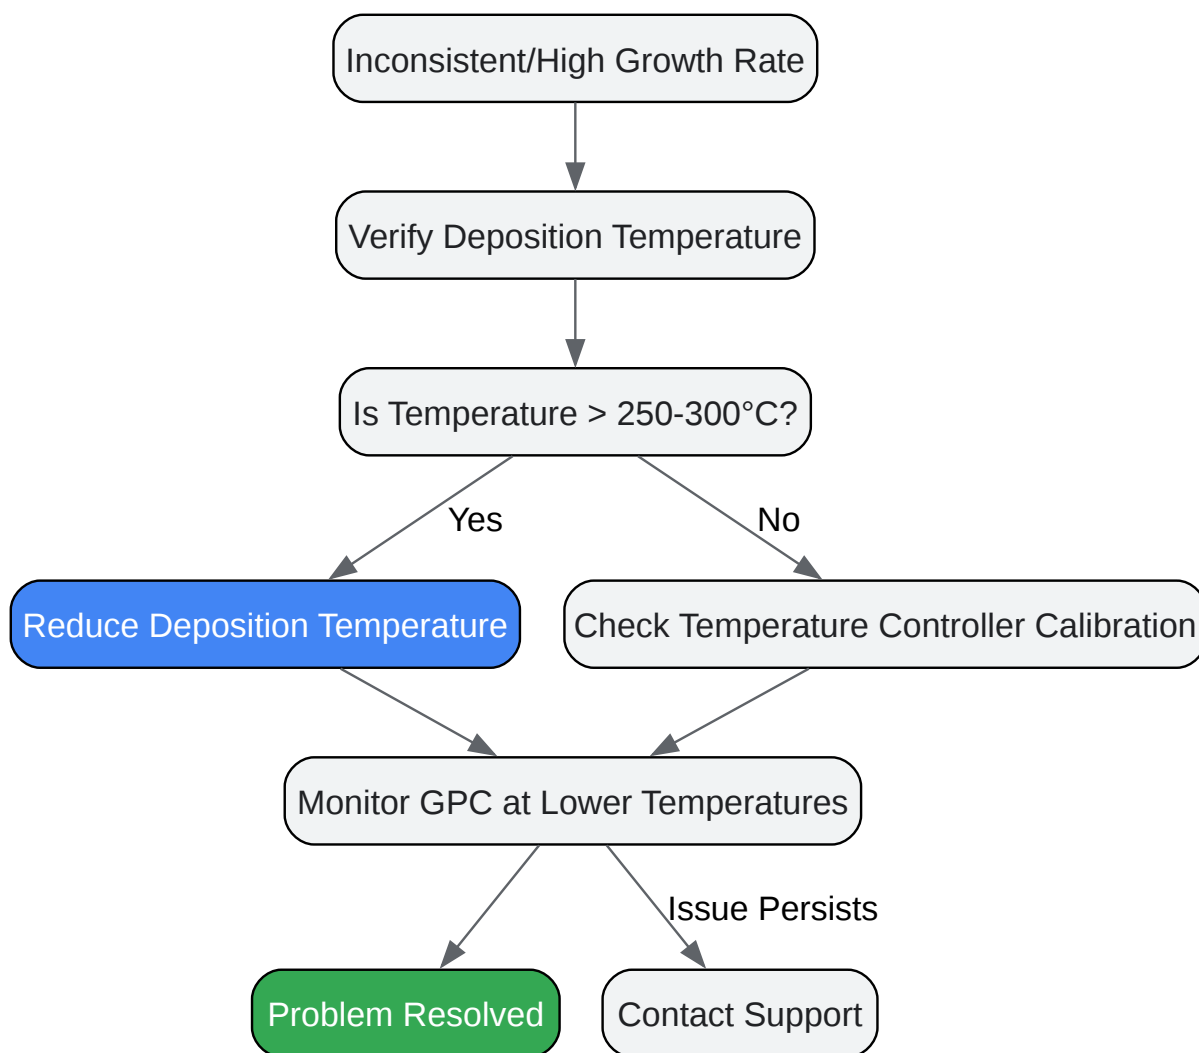 Inconsistent/High Growth Rate
Verify Deposition Temperature
Is Temperature > 250-300°C?
Yes
No
Reduce Deposition Temperature
Check Temperature Controller Calibration
Monitor GPC at Lower Temperatures
Issue Persists
Problem Resolved
Contact Support